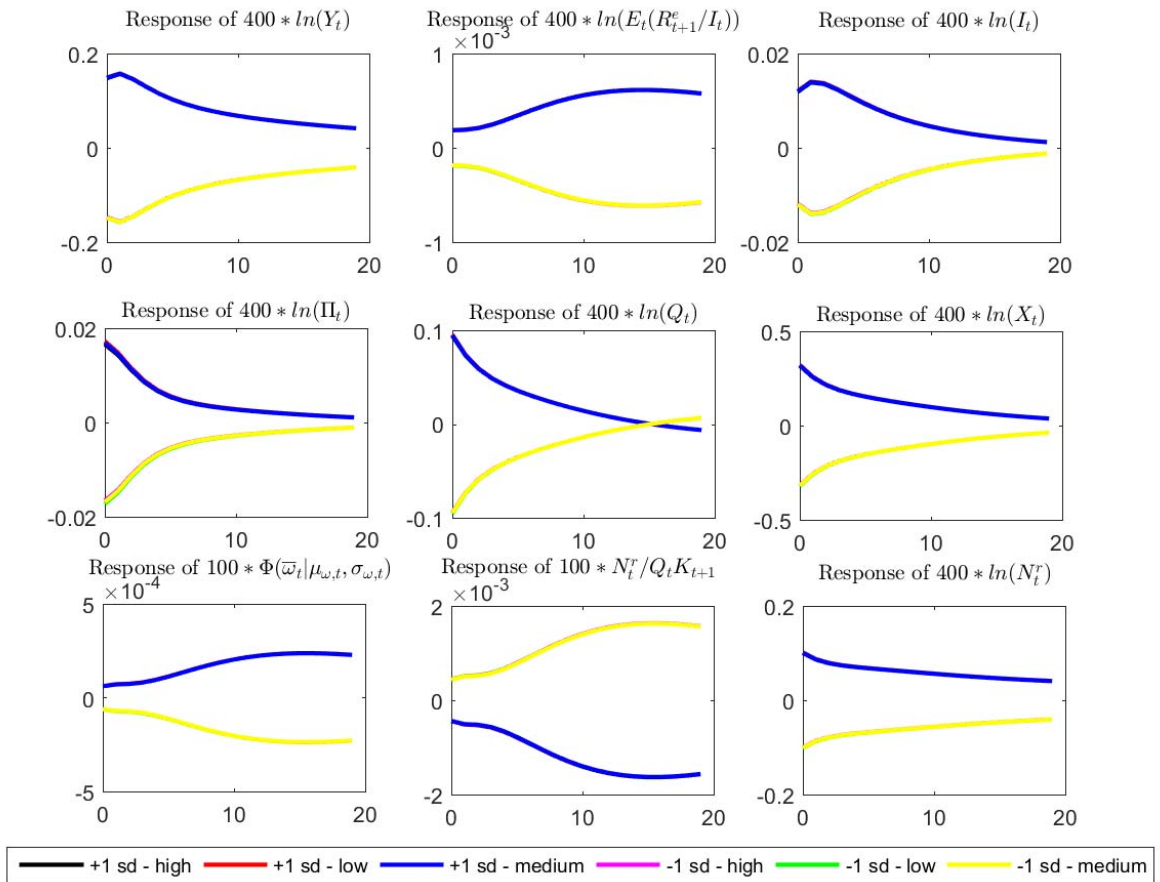 Response of 400 ∗ ln(Y_t)
Response of 400 ∗ ln(E_t(R^e_{t+1}/I_t))
Response of 400 ∗ ln(I_t)
×10^-3
0.2
0
-0.2
0 10 20
1
0
-1
0 10 20
0.02
0
-0.02
0 10 20
Response of 400 ∗ ln(Π_t)
Response of 400 ∗ ln(Q_t)
Response of 400 ∗ ln(X_t)
0.02
0
-0.02
0 10 20
0.1
0
-0.1
0 10 20
0.5
0
-0.5
0 10 20
Response of 100 ∗ Φ(ω̅_t|μ_{ω,t}, σ_{ω,t})
Response of 100 ∗ N^r_t/Q_tK_{t+1}
Response of 400 ∗ ln(N^r_t)
×10^-4
×10^-3
5
0
-5
0 10 20
2
0
-2
0 10 20
0.2
0
-0.2
0 10 20
+1 sd - high +1 sd - low +1 sd - medium -1 sd - high -1 sd - low -1 sd - medium